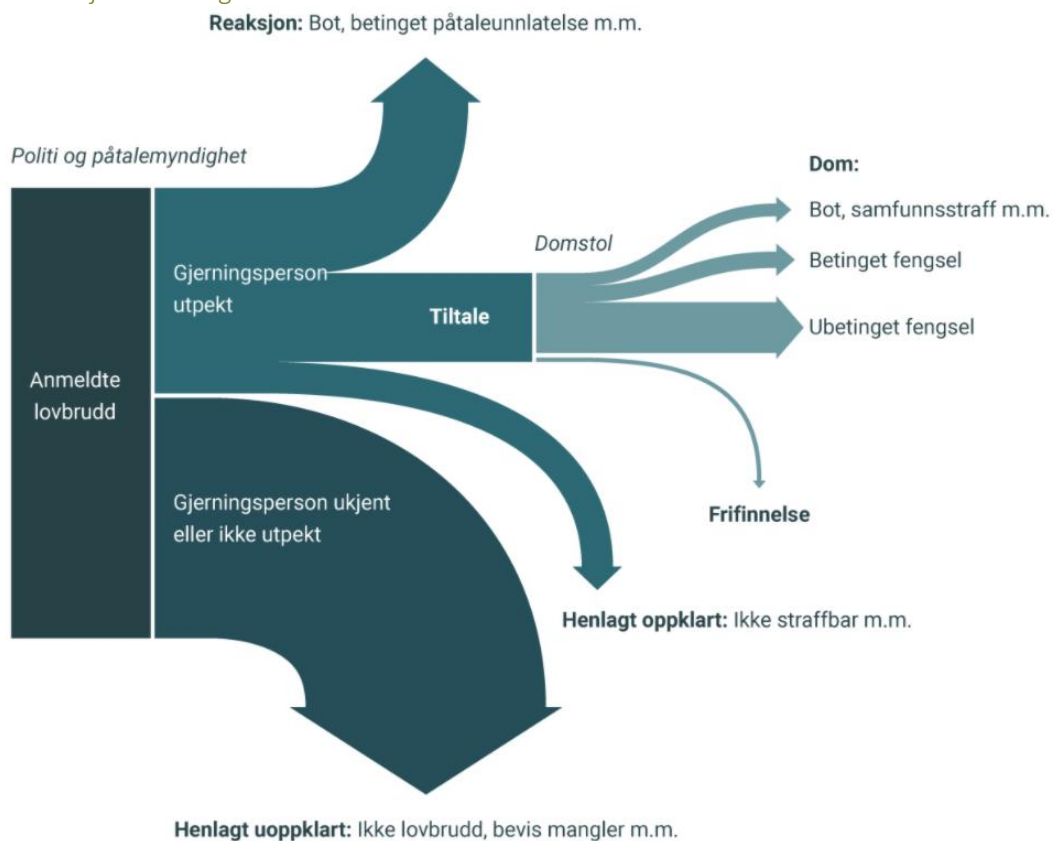 Reaksjon: Bot, betinget påtaleunnlatelse m.m.
Politi og påtalemyndighet
Dom:
Bot, samfunnsstraff m.m.
Domstol
Betinget fengsel
Gjerningsperson
utpekt
Tiltale
Ubetinget fengsel
Anmeldte
lovbrudd
Gjerningsperson ukjent
eller ikke utpekt
Frifinnelse
Henlagt oppklart: Ikke straffbar m.m.
Henlagt uoppklart: Ikke lovbrudd, bevis mangler m.m.